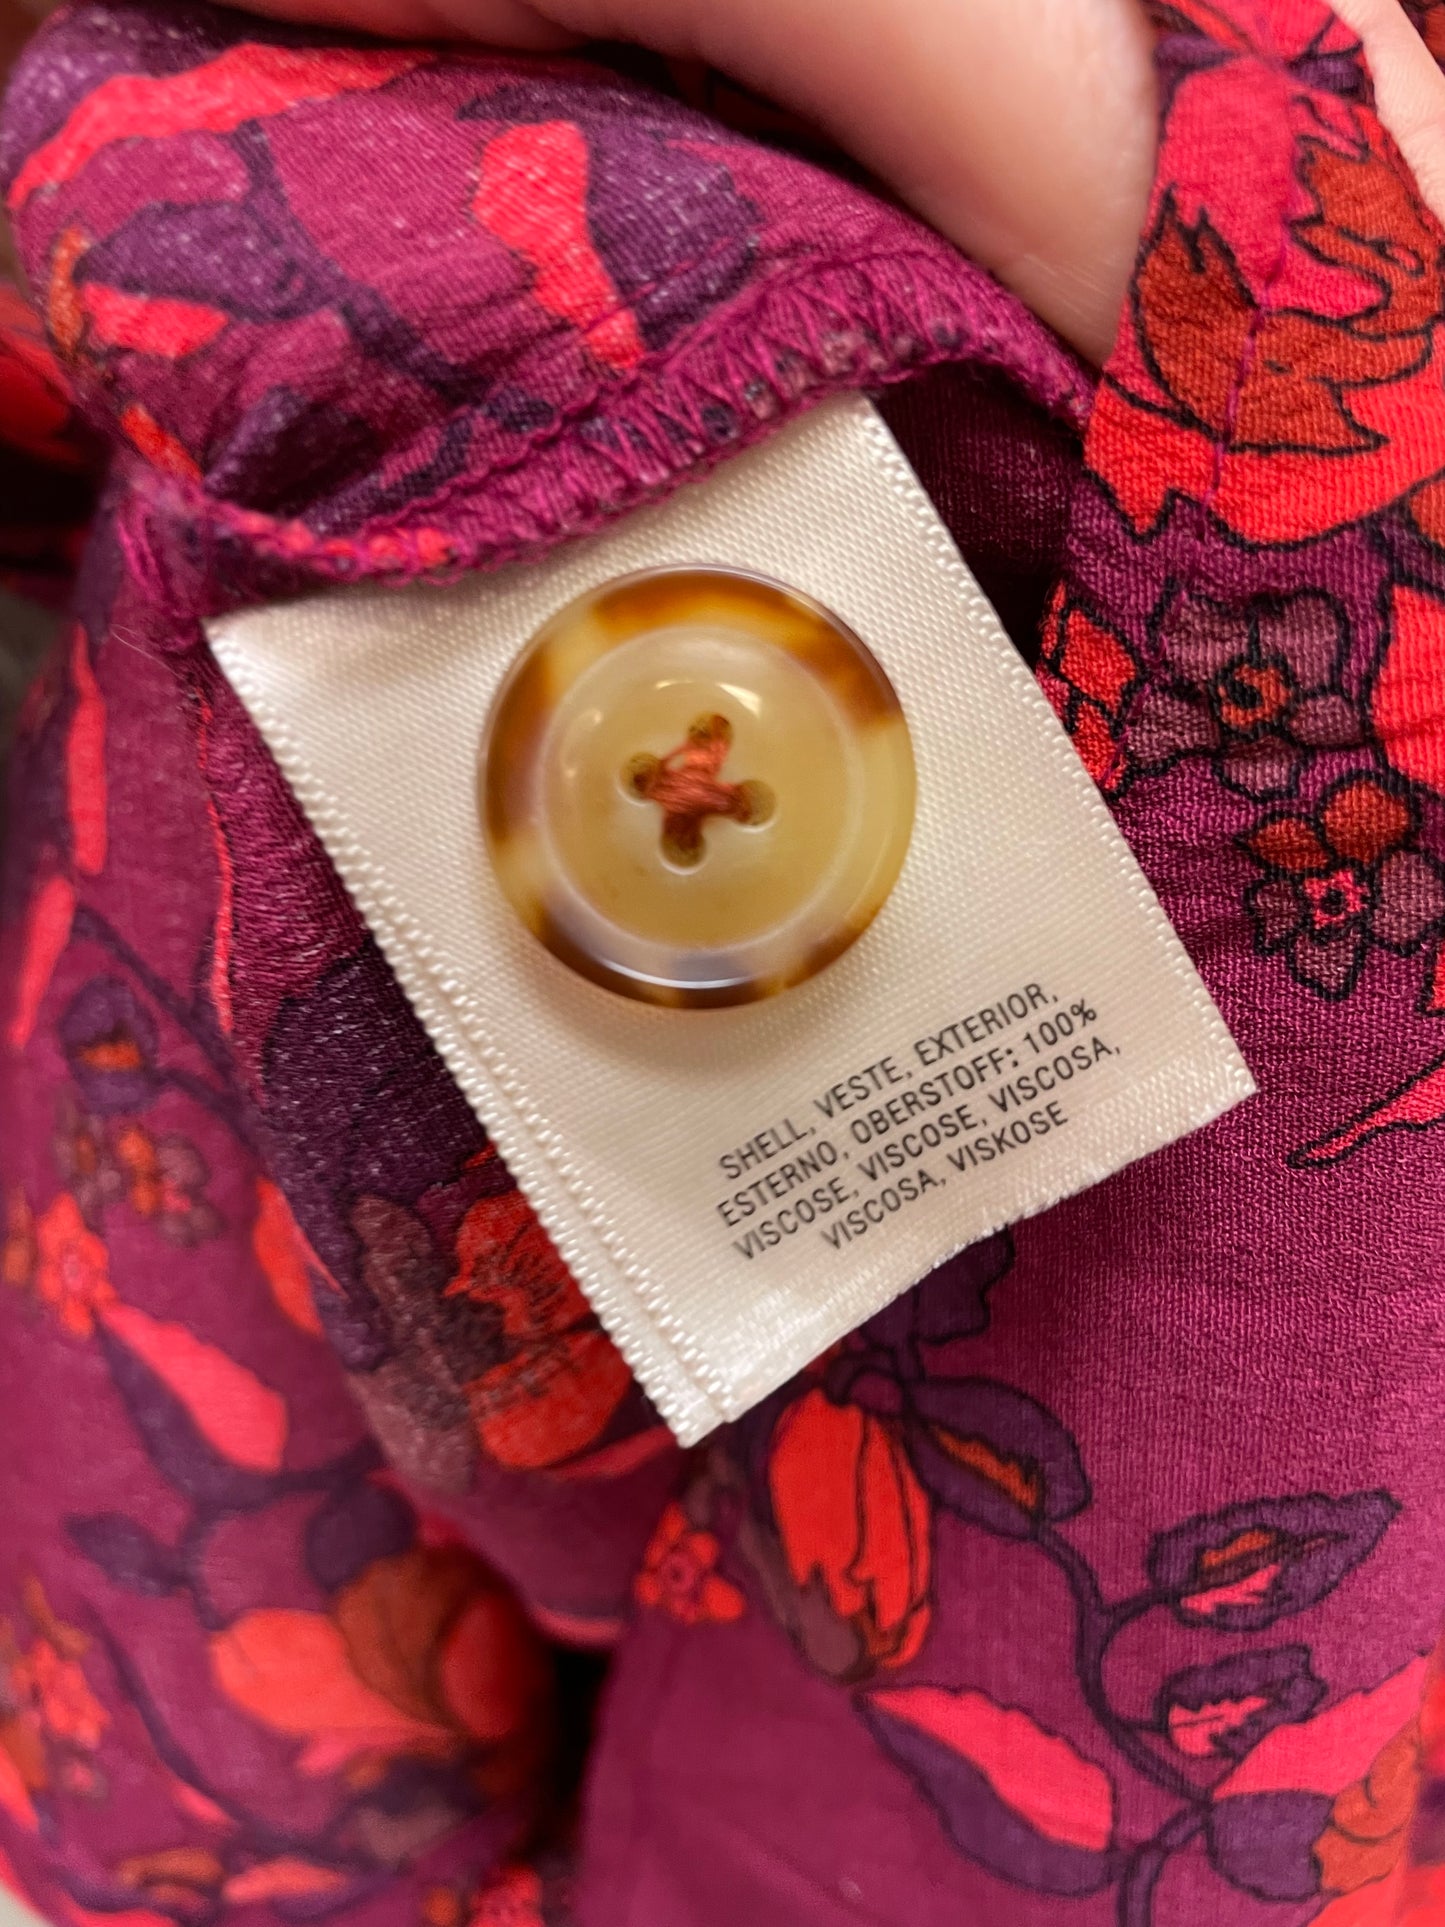 SHELL, VESTE, EXTERIOR,
ESTERNO, OBERSTOFF: 100%
VISCOSE, VISCOSE, VISCOSA,
VISCOSA, VISKOSE